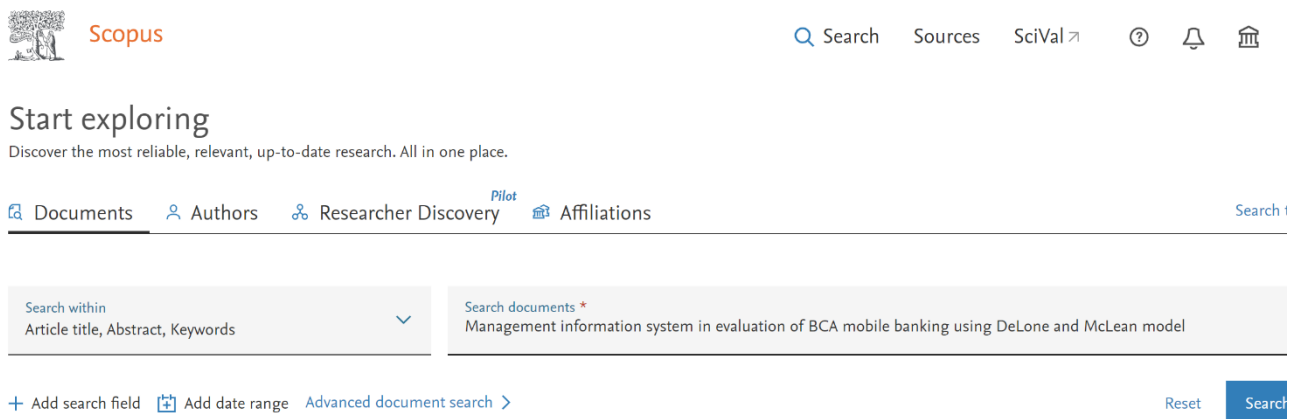 Scopus
Search Sources SciVal
Start exploring
Discover the most reliable, relevant, up-to-date research. All in one place.
Documents Authors Researcher Discovery Pilot Affiliations
Search
Search within
Article title, Abstract, Keywords
Search documents *
Management information system in evaluation of BCA mobile banking using DeLone and McLean model
+ Add search field Add date range Advanced document search >
Reset Search